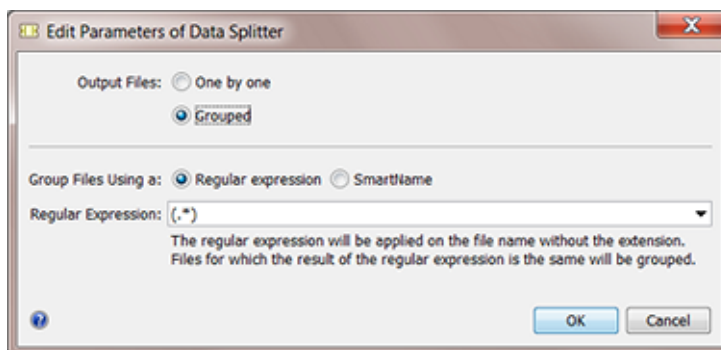 Edit Parameters of Data Splitter
Output Files: One by one
Grouped
Group Files Using a: Regular expression SmartName
Regular Expression: (.*)
The regular expression will be applied on the file name without the extension.
Files for which the result of the regular expression is the same will be grouped.
OK Cancel